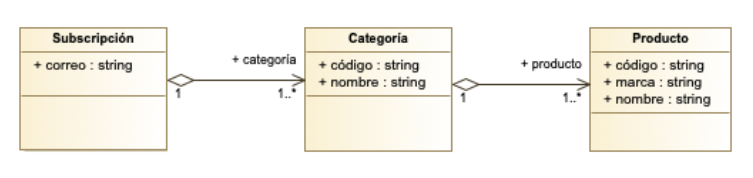 Subscripción
+ correo : string
1
+ categoría
1..*
Categoría
+ código : string
+ nombre : string
1
+ producto
1..*
Producto
+ código : string
+ marca : string
+ nombre : string